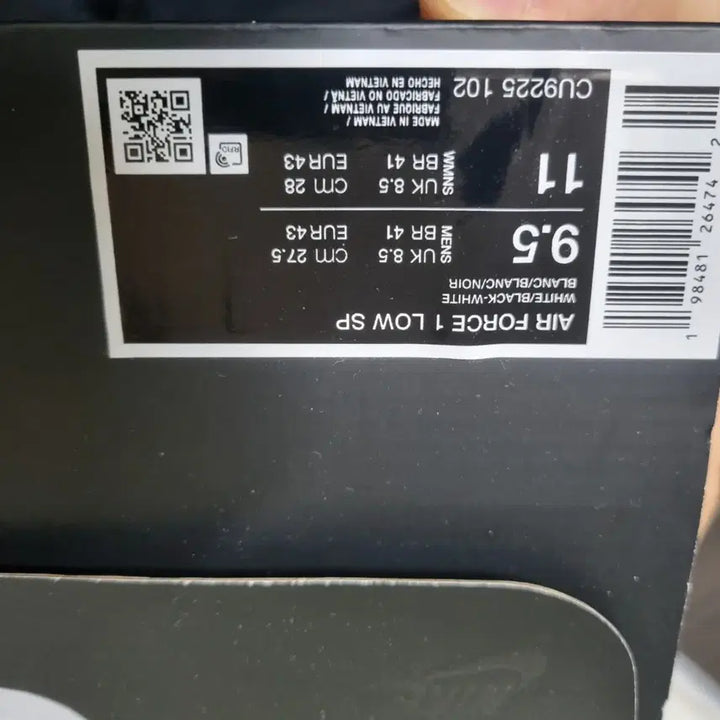 AIR FORCE 1 LOW SP
WHITE/BLACK-WHITE
BLANC/BLANC/NOIR
9.5 MENS UK 8.5 cm 27.5
BR 41 EUR 43
11 WMNS UK 8.5 cm 28
BR 41 EUR 43
CU9225 102
MADE IN VIETNAM /
FABRIQUE AU VIETNAM /
FABRICADO NO VIETNÃ /
HECHO EN VIETNAM
RFID
1 98481 26474 2